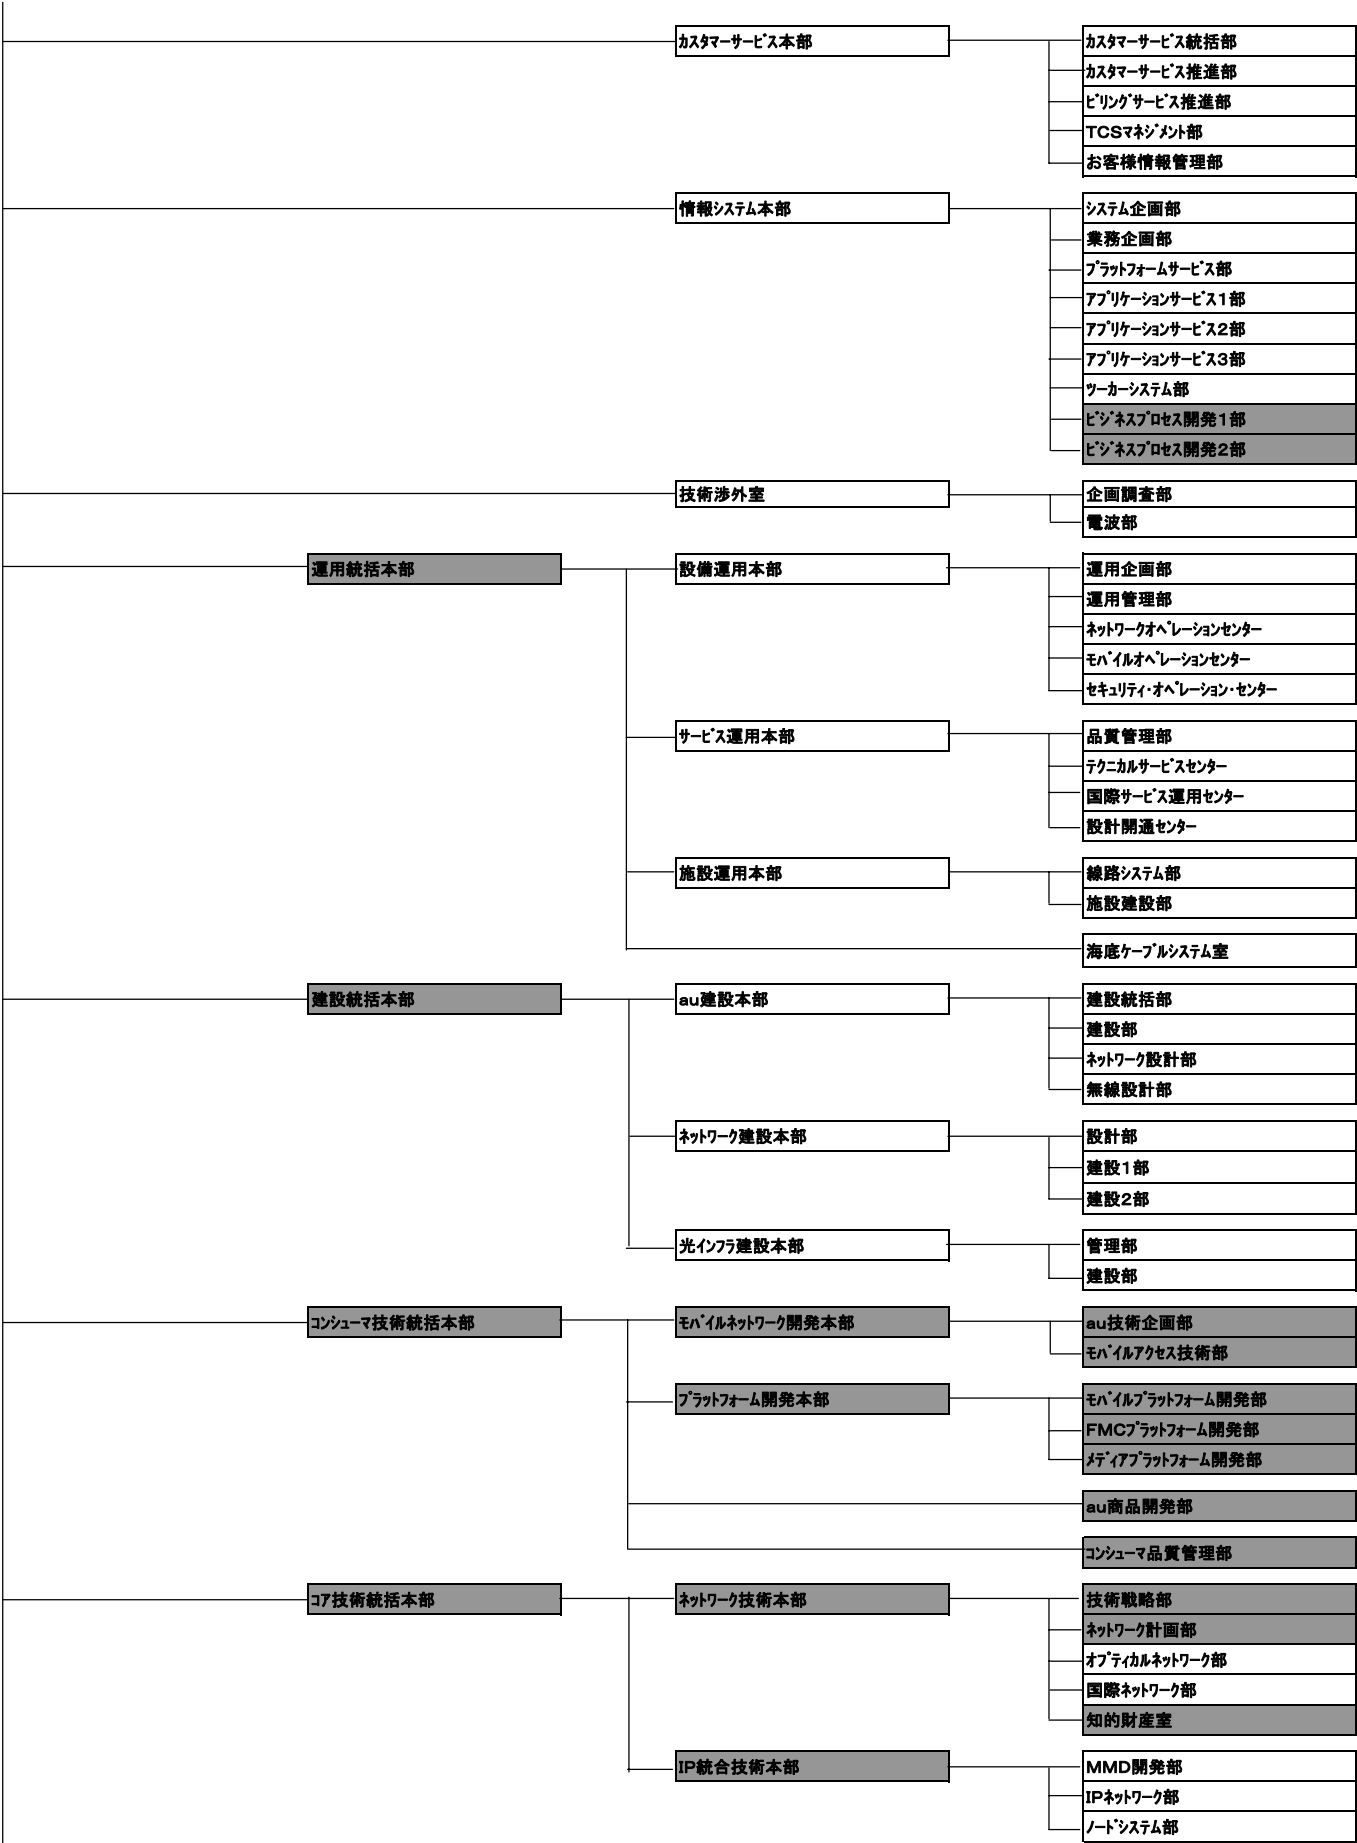 ｶｽﾀﾏｰｻｰﾋﾞｽ本部
ｶｽﾀﾏｰｻｰﾋﾞｽ統括部
ｶｽﾀﾏｰｻｰﾋﾞｽ推進部
ﾋﾞﾘﾝｸﾞｻｰﾋﾞｽ推進部
ＴＣＳﾏﾈｼﾞﾒﾝﾄ部
お客様情報管理部
情報ｼｽﾃﾑ本部
ｼｽﾃﾑ企画部
業務企画部
ﾌﾟﾗｯﾄﾌｫｰﾑｻｰﾋﾞｽ部
ｱﾌﾟﾘｹｰｼｮﾝｻｰﾋﾞｽ１部
ｱﾌﾟﾘｹｰｼｮﾝｻｰﾋﾞｽ２部
ｱﾌﾟﾘｹｰｼｮﾝｻｰﾋﾞｽ３部
ﾂｰｶｰｼｽﾃﾑ部
ﾋﾞｼﾞﾈｽﾌﾟﾛｾｽ開発１部
ﾋﾞｼﾞﾈｽﾌﾟﾛｾｽ開発２部
技術渉外室
企画調査部
電波部
運用統括本部
設備運用本部
運用企画部
運用管理部
ﾈｯﾄﾜｰｸｵﾍﾟﾚｰｼｮﾝｾﾝﾀｰ
ﾓﾊﾞｲﾙｵﾍﾟﾚｰｼｮﾝｾﾝﾀｰ
ｾｷｭﾘﾃｨ･ｵﾍﾟﾚｰｼｮﾝ･ｾﾝﾀｰ
ｻｰﾋﾞｽ運用本部
品質管理部
ﾃｸﾆｶﾙｻｰﾋﾞｽｾﾝﾀｰ
国際ｻｰﾋﾞｽ運用ｾﾝﾀｰ
設計開通ｾﾝﾀｰ
施設運用本部
線路ｼｽﾃﾑ部
施設建設部
海底ｹｰﾌﾞﾙｼｽﾃﾑ室
建設統括本部
ａｕ建設本部
建設統括部
建設部
ﾈｯﾄﾜｰｸ設計部
無線設計部
ﾈｯﾄﾜｰｸ建設本部
設計部
建設１部
建設２部
光ｲﾝﾌﾗ建設本部
管理部
建設部
ｺﾝｼｭｰﾏ技術統括本部
ﾓﾊﾞｲﾙﾈｯﾄﾜｰｸ開発本部
ａｕ技術企画部
ﾓﾊﾞｲﾙｱｸｾｽ技術部
ﾌﾟﾗｯﾄﾌｫｰﾑ開発本部
ﾓﾊﾞｲﾙﾌﾟﾗｯﾄﾌｫｰﾑ開発部
ＦＭＣﾌﾟﾗｯﾄﾌｫｰﾑ開発部
ﾒﾃﾞｨｱﾌﾟﾗｯﾄﾌｫｰﾑ開発部
ａｕ商品開発部
ｺﾝｼｭｰﾏ品質管理部
ｺｱ技術統括本部
ﾈｯﾄﾜｰｸ技術本部
技術戦略部
ﾈｯﾄﾜｰｸ計画部
ｵﾌﾟﾃｨｶﾙﾈｯﾄﾜｰｸ部
国際ﾈｯﾄﾜｰｸ部
知的財産室
ＩＰ統合技術本部
ＭＭＤ開発部
ＩＰﾈｯﾄﾜｰｸ部
ﾉｰﾄﾞｼｽﾃﾑ部